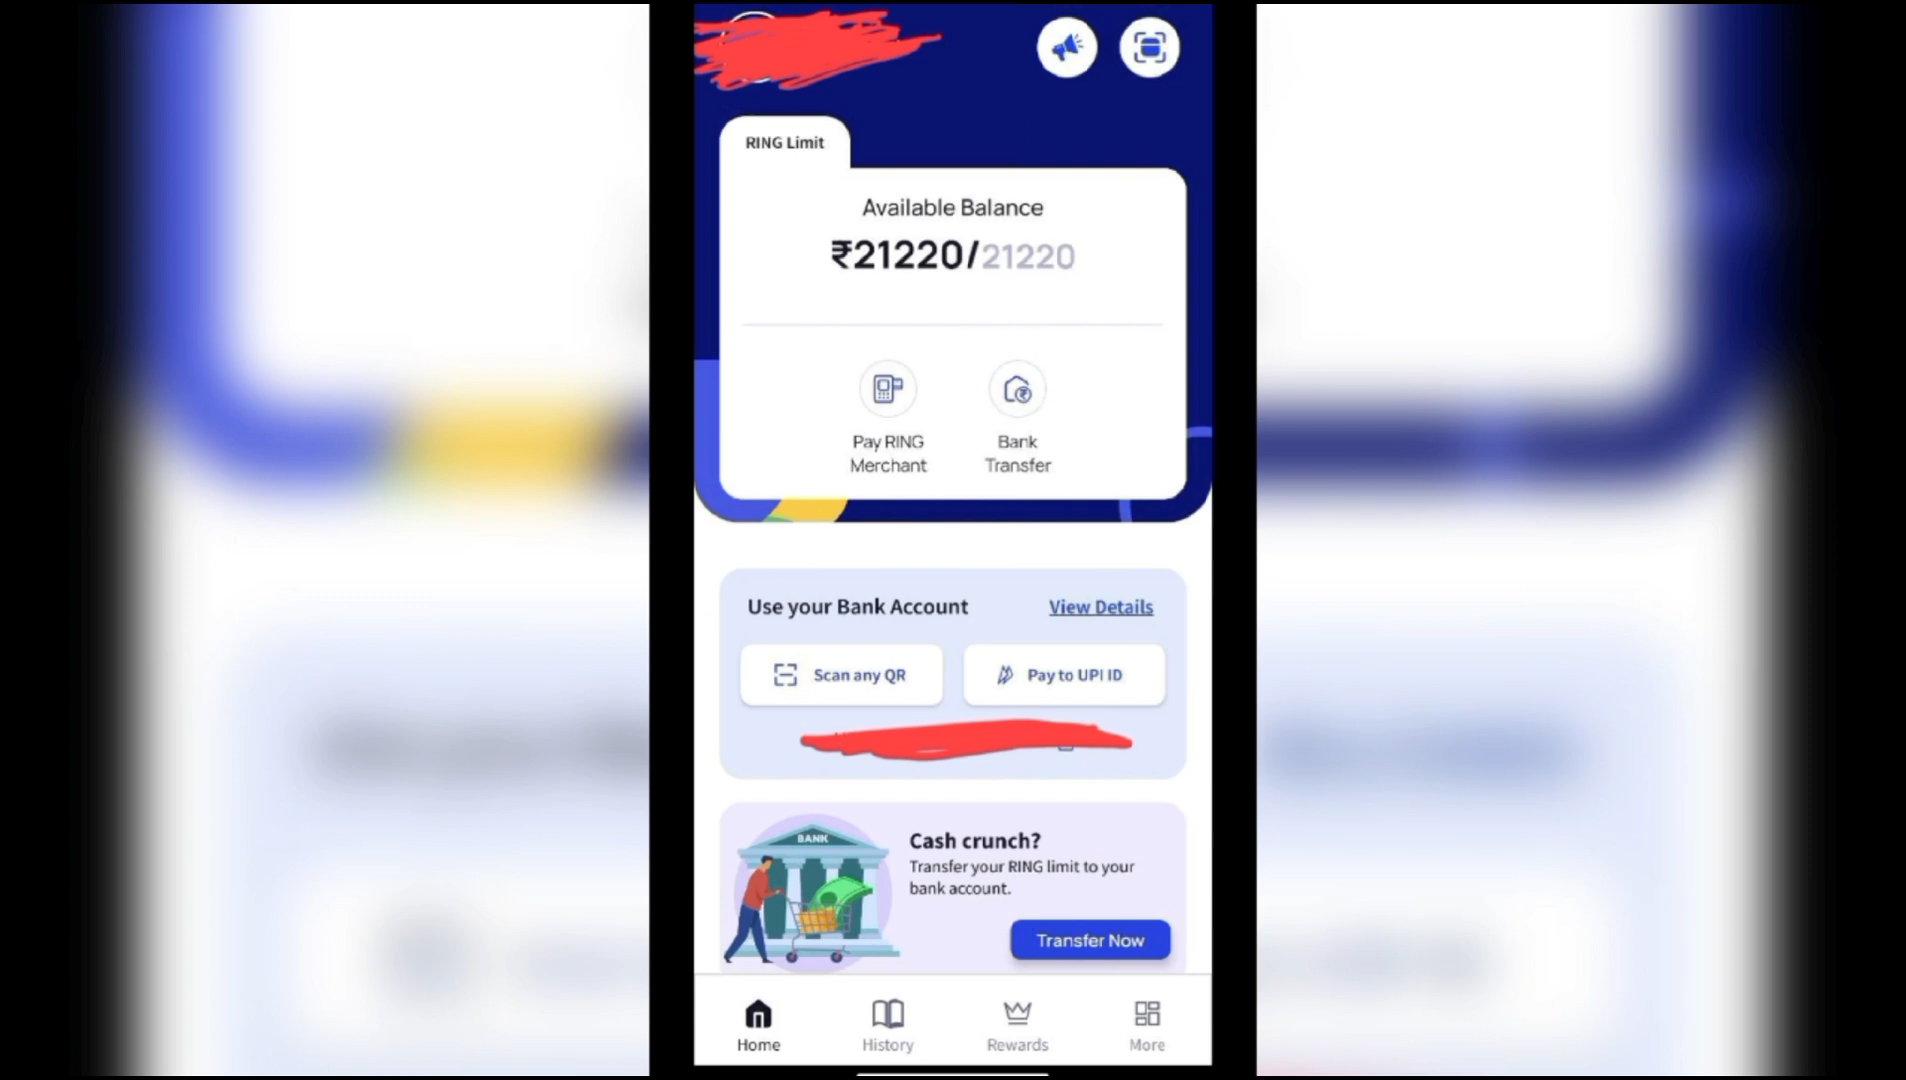 RING Limit
Available Balance
₹21220/21220
Pay RING
Merchant
Bank
Transfer
Use your Bank Account
View Details
Scan any QR
Pay to UPI ID
BANK
Cash crunch?
Transfer your RING limit to your
bank account.
Transfer Now
Home
History
Rewards
More